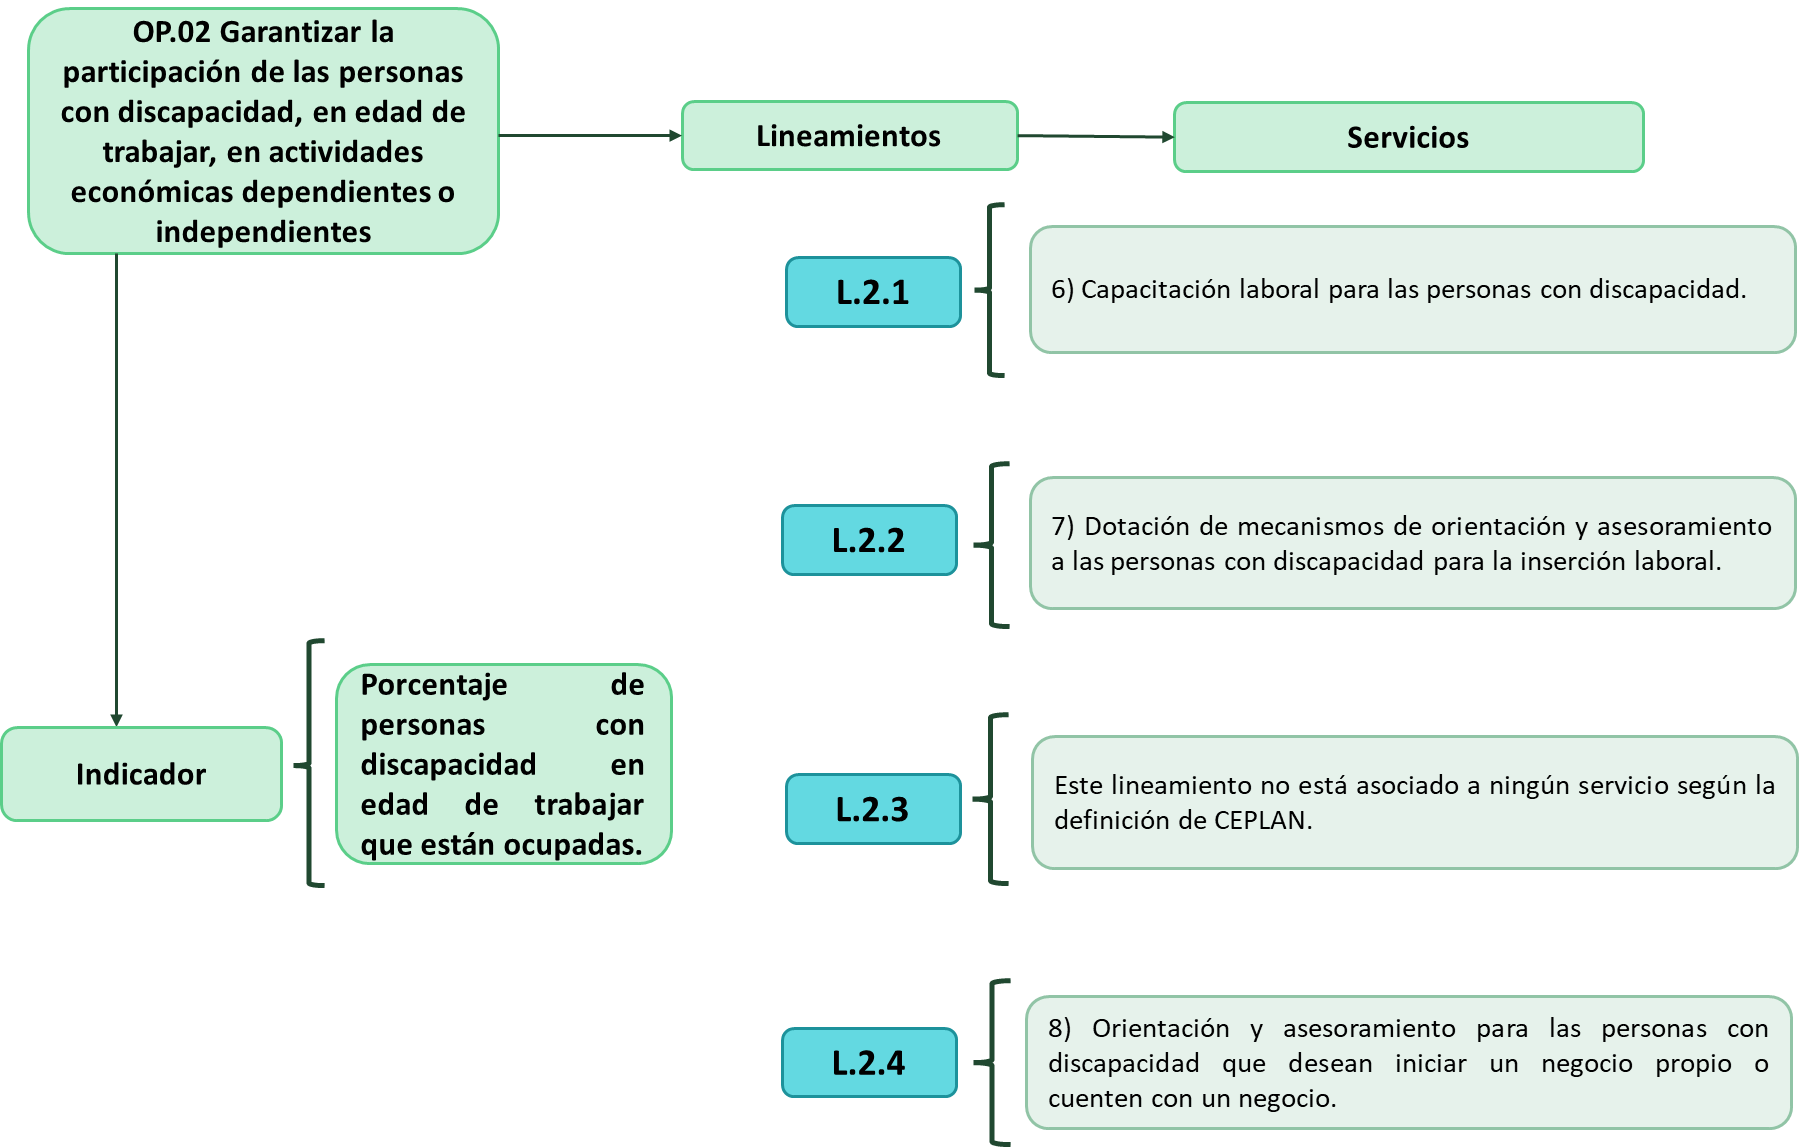 OP.02 Garantizar la
participación de las personas
con discapacidad, en edad de
trabajar, en actividades
económicas dependientes o
independientes
Lineamientos
Servicios
L.2.1
6) Capacitación laboral para las personas con discapacidad.
L.2.2
7) Dotación de mecanismos de orientación y asesoramiento
a las personas con discapacidad para la inserción laboral.
Indicador
Porcentaje de
personas con
discapacidad en
edad de trabajar
que están ocupadas.
L.2.3
Este lineamiento no está asociado a ningún servicio según la
definición de CEPLAN.
L.2.4
8) Orientación y asesoramiento para las personas con
discapacidad que desean iniciar un negocio propio o
cuenten con un negocio.